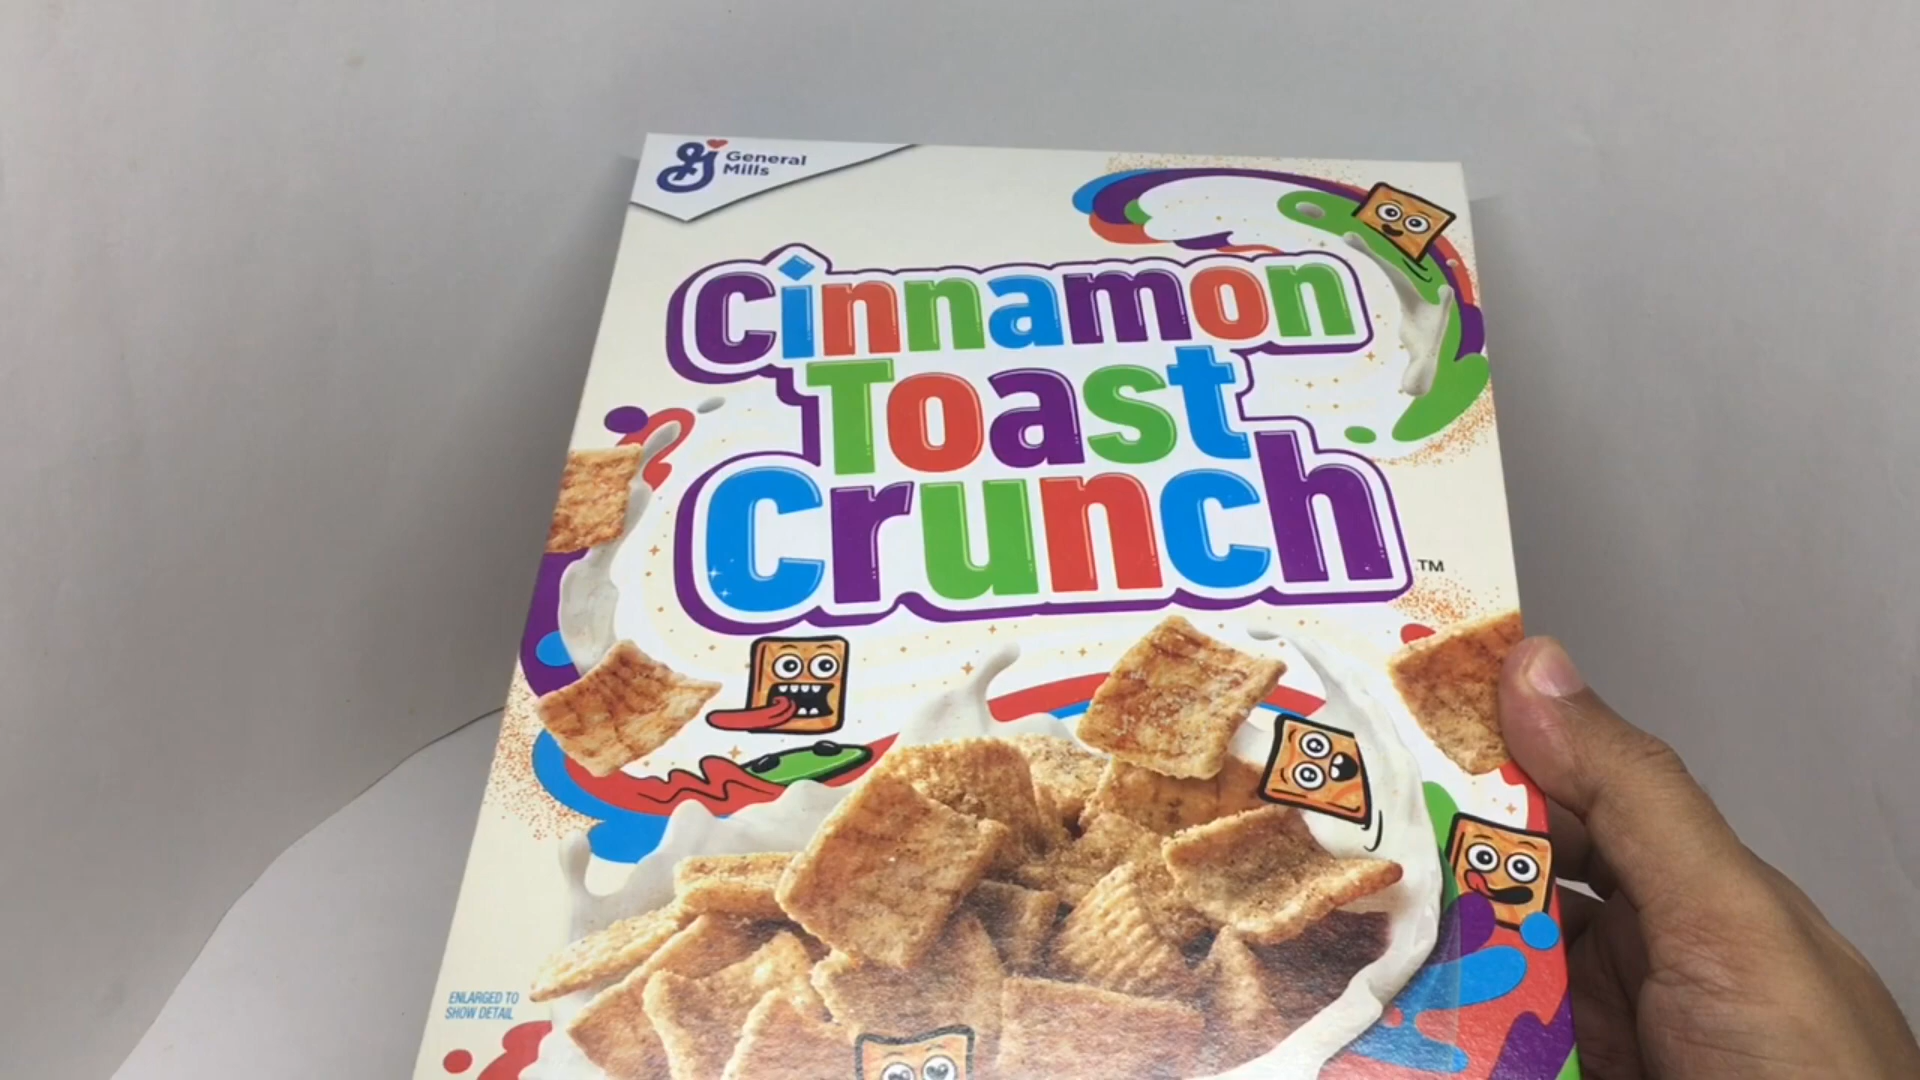 General
Mills
Cinnamon
Toast
Crunch
TM
ENLARGED TO
SHOW DETAIL